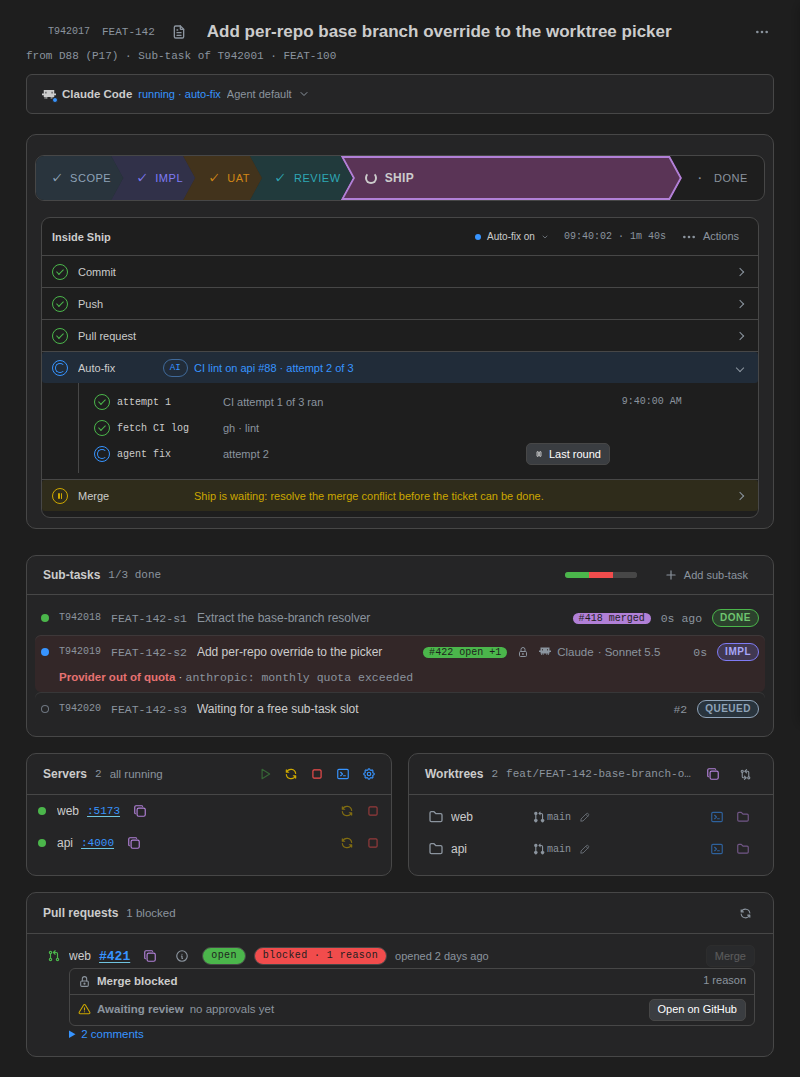 T942017 FEAT-142 Add per-repo base branch override to the worktree picker
from D88 (P17) · Sub-task of T942001 · FEAT-100
Claude Code running · auto-fix Agent default
SCOPE IMPL UAT REVIEW SHIP DONE
Inside Ship Auto-fix on 09:40:02 · 1m 40s Actions
Commit
Push
Pull request
Auto-fix AI CI lint on api #88 · attempt 2 of 3
attempt 1 CI attempt 1 of 3 ran 9:40:00 AM
fetch CI log gh · lint
agent fix attempt 2 Last round
Merge Ship is waiting: resolve the merge conflict before the ticket can be done.
Sub-tasks 1/3 done Add sub-task
T942018 FEAT-142-s1 Extract the base-branch resolver #418 merged 0s ago DONE
T942019 FEAT-142-s2 Add per-repo override to the picker #422 open +1 Claude · Sonnet 5.5 0s IMPL
Provider out of quota · anthropic: monthly quota exceeded
T942020 FEAT-142-s3 Waiting for a free sub-task slot #2 QUEUED
Servers 2 all running
web :5173
api :4000
Worktrees 2 feat/FEAT-142-base-branch-o…
web main
api main
Pull requests 1 blocked
web #421 open blocked · 1 reason opened 2 days ago Merge
Merge blocked 1 reason
Awaiting review no approvals yet Open on GitHub
2 comments